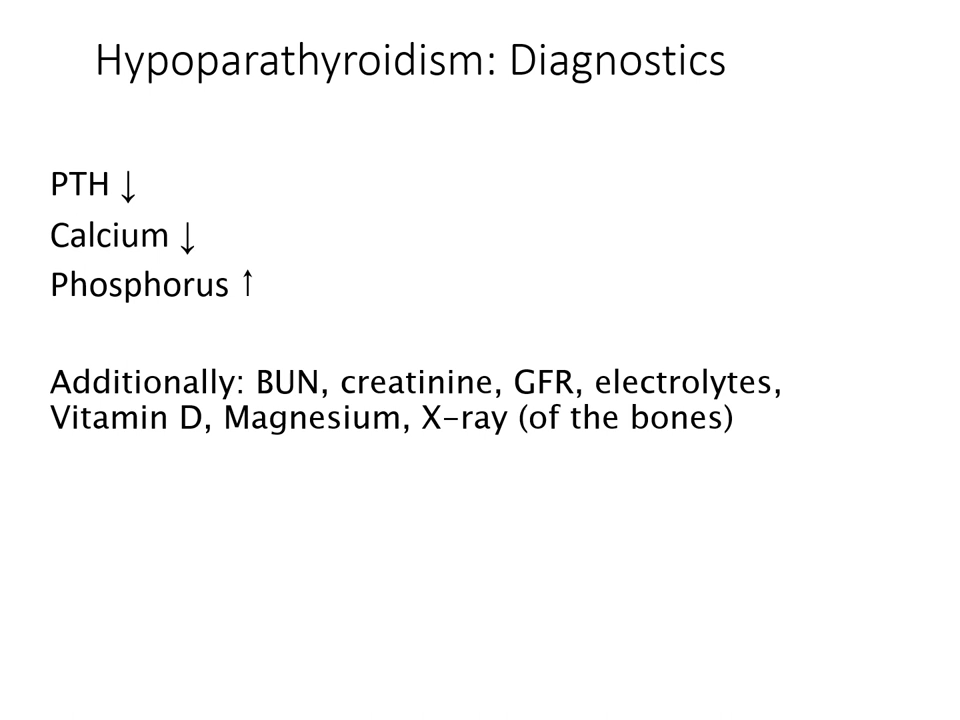 Hypoparathyroidism: Diagnostics
PTH ↓
Calcium ↓
Phosphorus ↑
Additionally: BUN, creatinine, GFR, electrolytes,
Vitamin D, Magnesium, X-ray (of the bones)